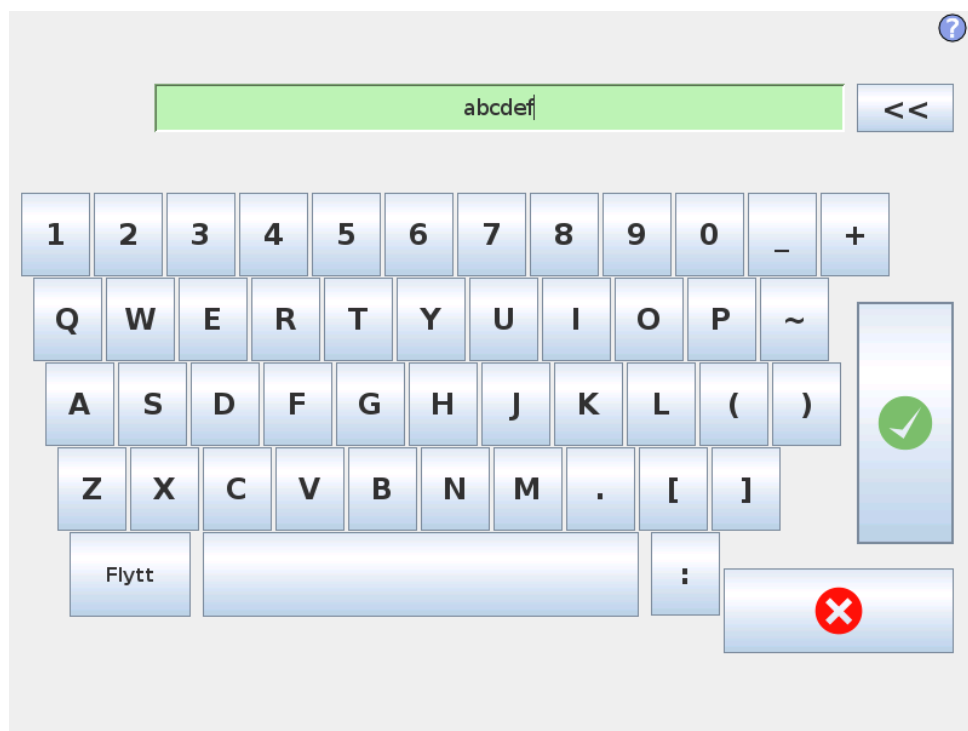 ?
abcdef
<<
1 2 3 4 5 6 7 8 9 0 _ +
Q W E R T Y U I O P ~
A S D F G H J K L ( )
Z X C V B N M . [ ]
Flytt :